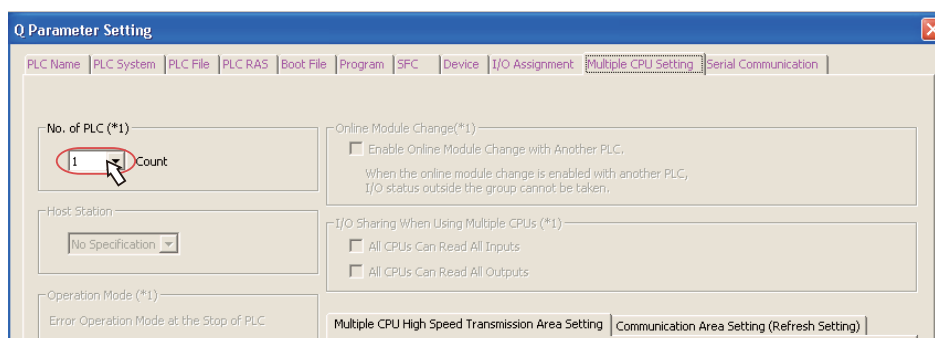 Q Parameter Setting
PLC Name PLC System PLC File PLC RAS Boot File Program SFC Device I/O Assignment Multiple CPU Setting Serial Communication
No. of PLC (*1)
1 Count
Host Station
No Specification
Operation Mode (*1)
Error Operation Mode at the Stop of PLC
Online Module Change(*1)
Enable Online Module Change with Another PLC.
When the online module change is enabled with another PLC,
I/O status outside the group cannot be taken.
I/O Sharing When Using Multiple CPUs (*1)
All CPUs Can Read All Inputs
All CPUs Can Read All Outputs
Multiple CPU High Speed Transmission Area Setting Communication Area Setting (Refresh Setting)